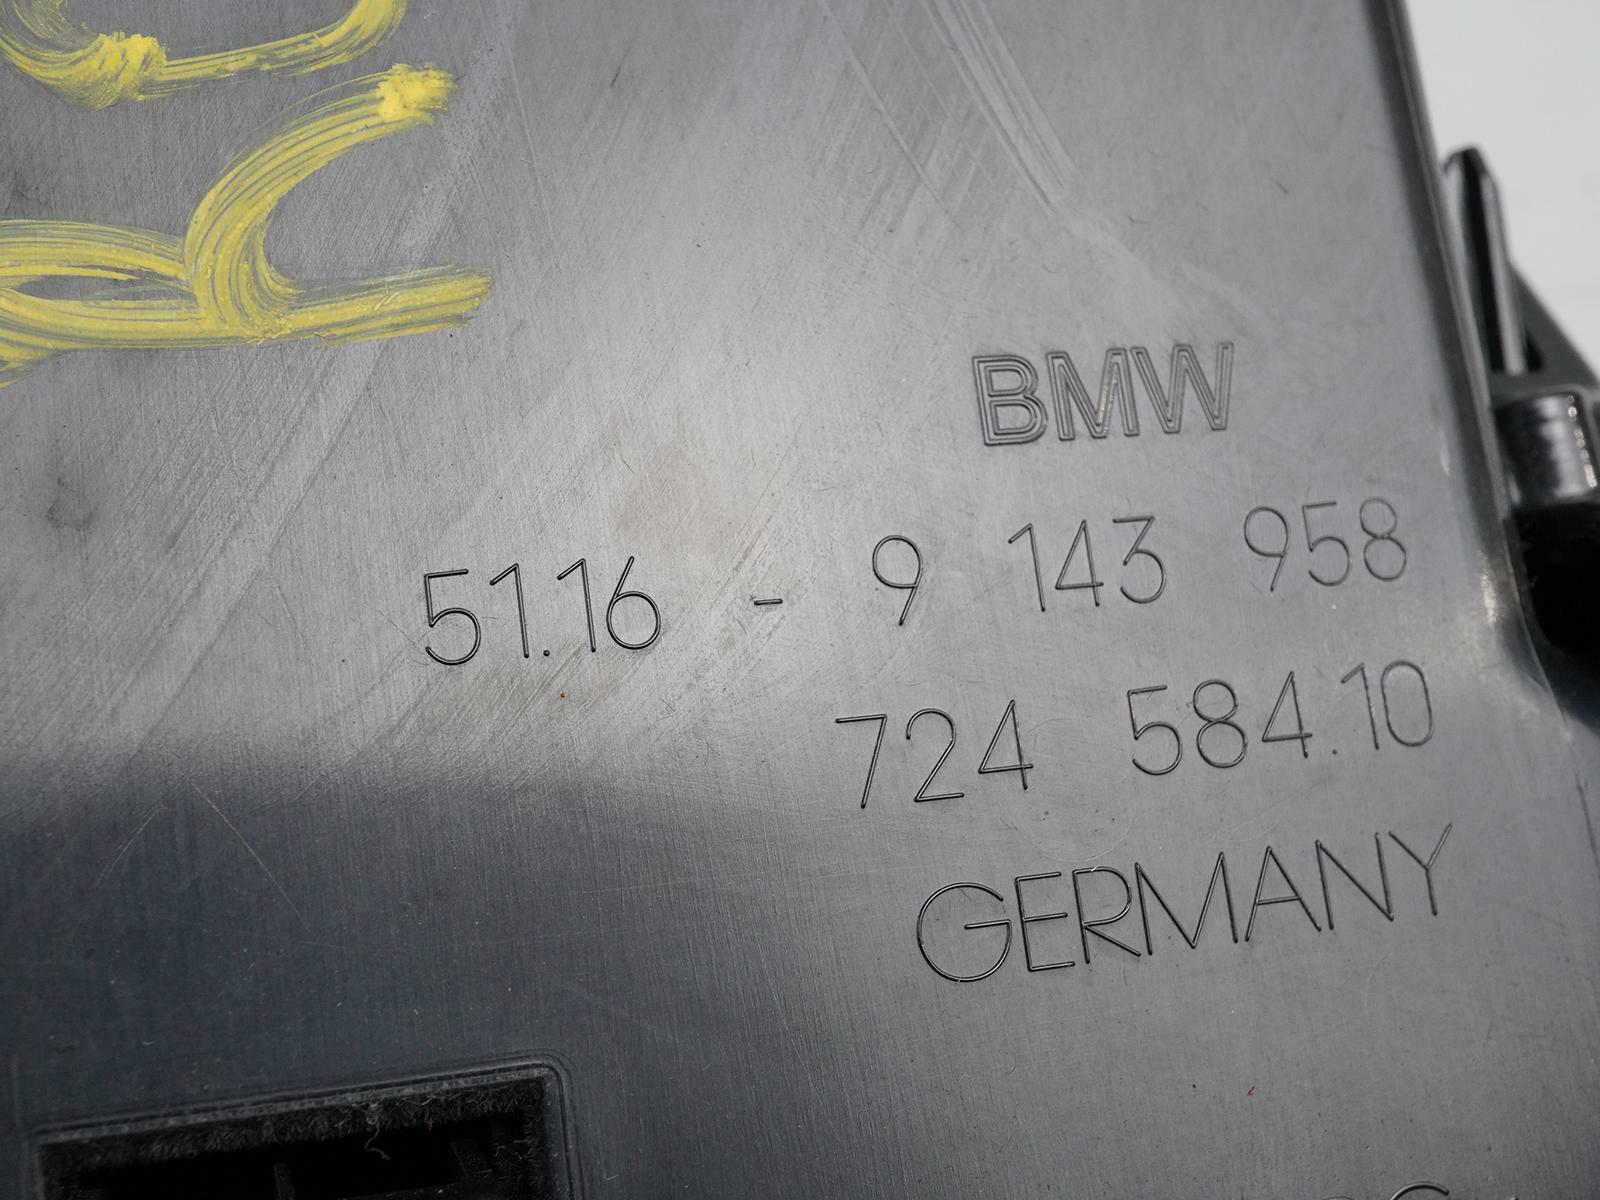 BMW
51.16 - 9 143 958
724 584.10
GERMANY